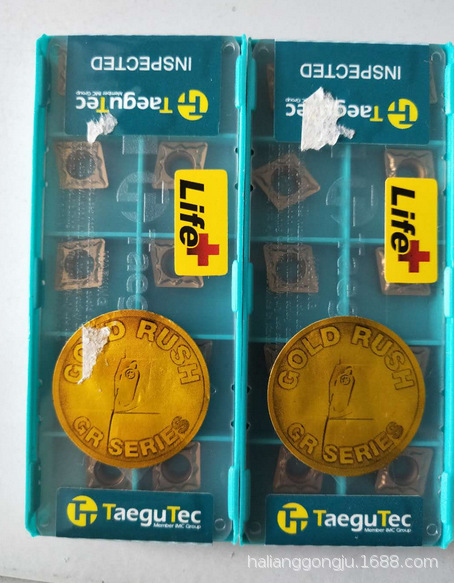 INSPECTED
TaeguTec
Member IMC Group
Life+
GOLD RUSH
GR SERIES
TaeguTec
Member IMC Group
INSPECTED
TaeguTec
Member IMC Group
Life+
GOLD RUSH
GR SERIES
TaeguTec
Member IMC Group
halianggongju.1688.com